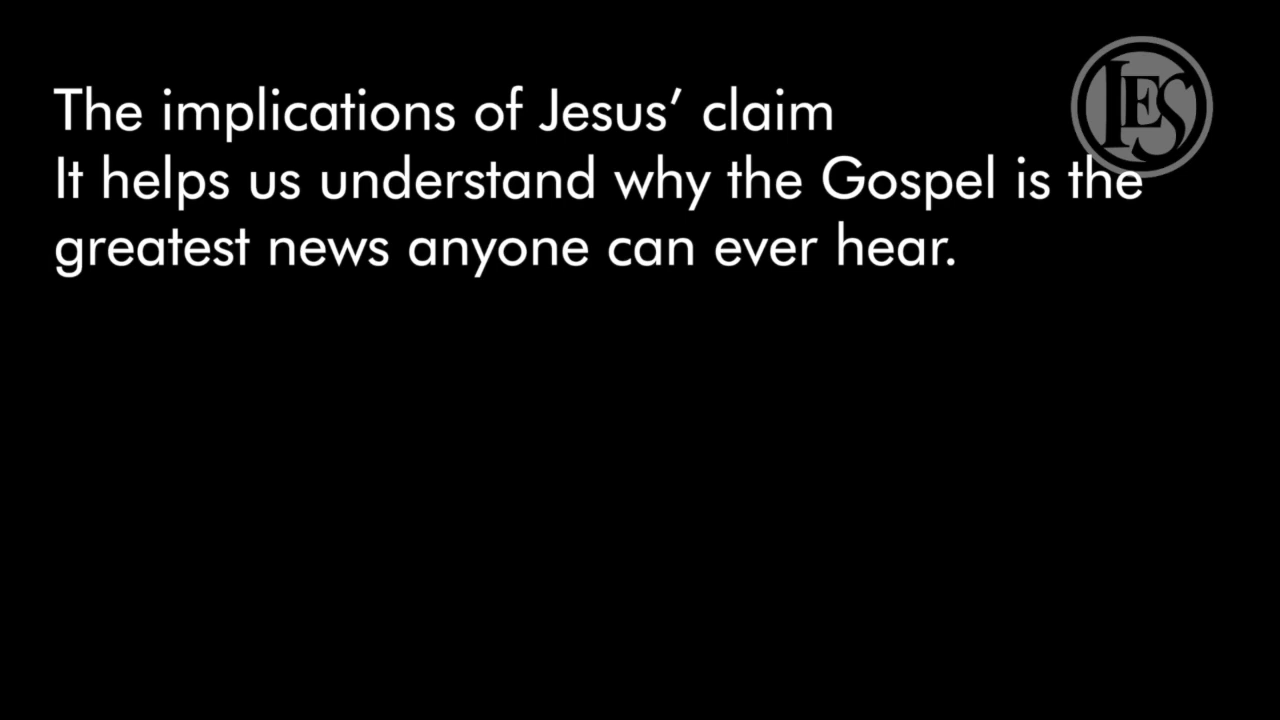 LES
The implications of Jesus’ claim
It helps us understand why the Gospel is the
greatest news anyone can ever hear.